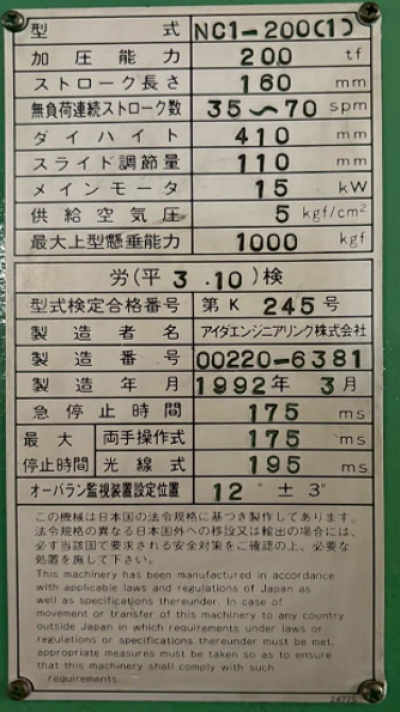 型式 NC1-200(1)
加圧能力 200 tf
ストローク長さ 160 mm
無負荷連続ストローク数 35～70 spm
ダイハイト 410 mm
スライド調節量 110 mm
メインモータ 15 kW
供給空気圧 5 kgf/cm²
最大上型懸垂能力 1000 kgf
労(平 3 .10)検
型式検定合格番号 第K 245号
製造者名 アイダエンジニアリング株式会社
製造番号 00220-6381
製造年月 1992年 3月
急停止時間 175 ms
最大停止時間 両手操作式 175 ms
光線式 195 ms
オーバラン監視装置設定位置 12° ± 3°
この機械は日本国の法令規格に基づき製作してあります。
法令規格の異なる日本国外への移設又は輸出の場合には、
必ず当該国で要求される安全対策をご確認の上、必要な
処置を施して下さい。
This machinery has been manufactured in accordance
with applicable laws and regulations of Japan as
well as specifications thereunder. In case of
movement or transfer of this machinery to any country
outside Japan in which requirements under laws or
regulations or specifications thereunder must be met,
appropriate measures must be taken so as to ensure
that this machinery shall comply with such
requirements.